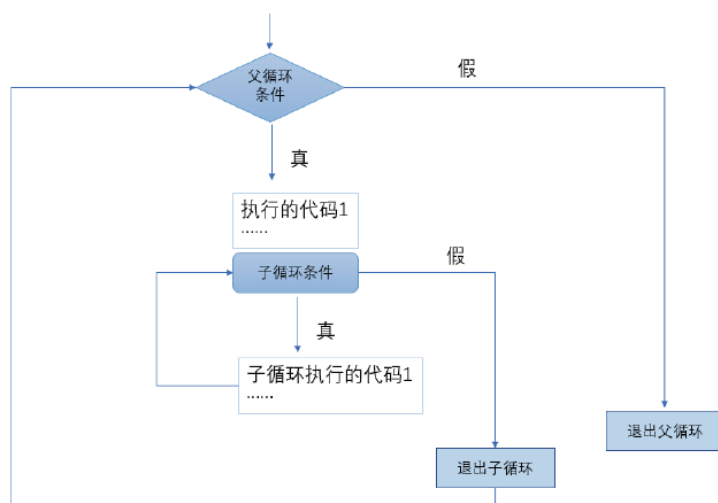 父循环
条件
假
真
执行的代码1
……
子循环条件
假
真
子循环执行的代码1
……
退出父循环
退出子循环